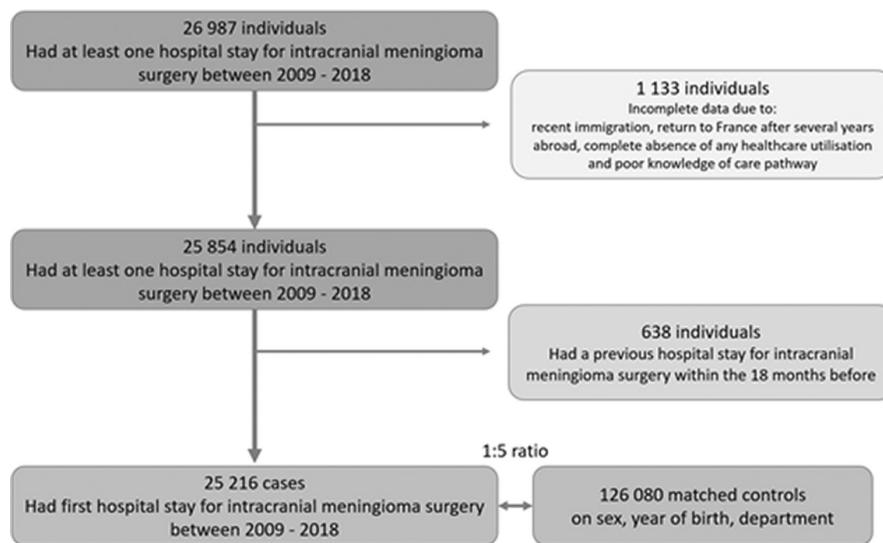 26 987 individuals
Had at least one hospital stay for intracranial meningioma
surgery between 2009 - 2018
1 133 individuals
Incomplete data due to:
recent immigration, return to France after several years
abroad, complete absence of any healthcare utilisation
and poor knowledge of care pathway
25 854 individuals
Had at least one hospital stay for intracranial meningioma
surgery between 2009 - 2018
638 individuals
Had a previous hospital stay for intracranial
meningioma surgery within the 18 months before
1:5 ratio
25 216 cases
Had first hospital stay for intracranial meningioma surgery
between 2009 - 2018
126 080 matched controls
on sex, year of birth, department